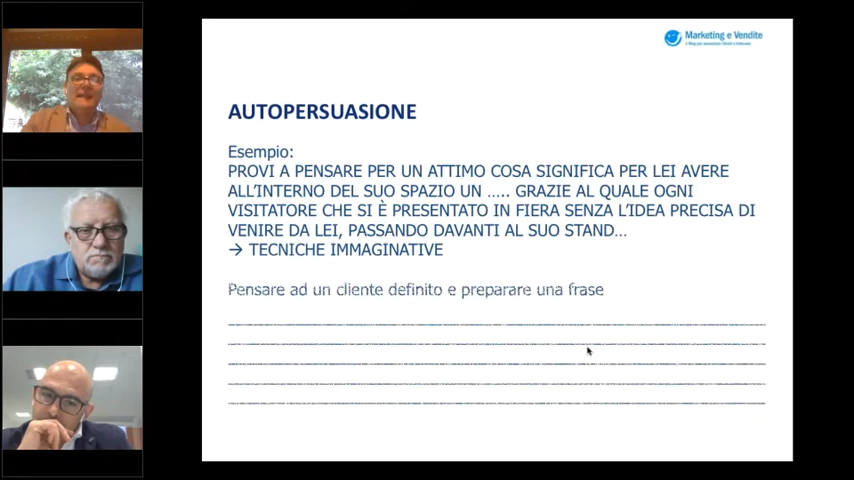 Marketing e Vendite
AUTOPERSUASIONE
Esempio:
PROVI A PENSARE PER UN ATTIMO COSA SIGNIFICA PER LEI AVERE
ALL'INTERNO DEL SUO SPAZIO UN ….. GRAZIE AL QUALE OGNI
VISITATORE CHE SI È PRESENTATO IN FIERA SENZA L'IDEA PRECISA DI
VENIRE DA LEI, PASSANDO DAVANTI AL SUO STAND…
→ TECNICHE IMMAGINATIVE
Pensare ad un cliente definito e preparare una frase